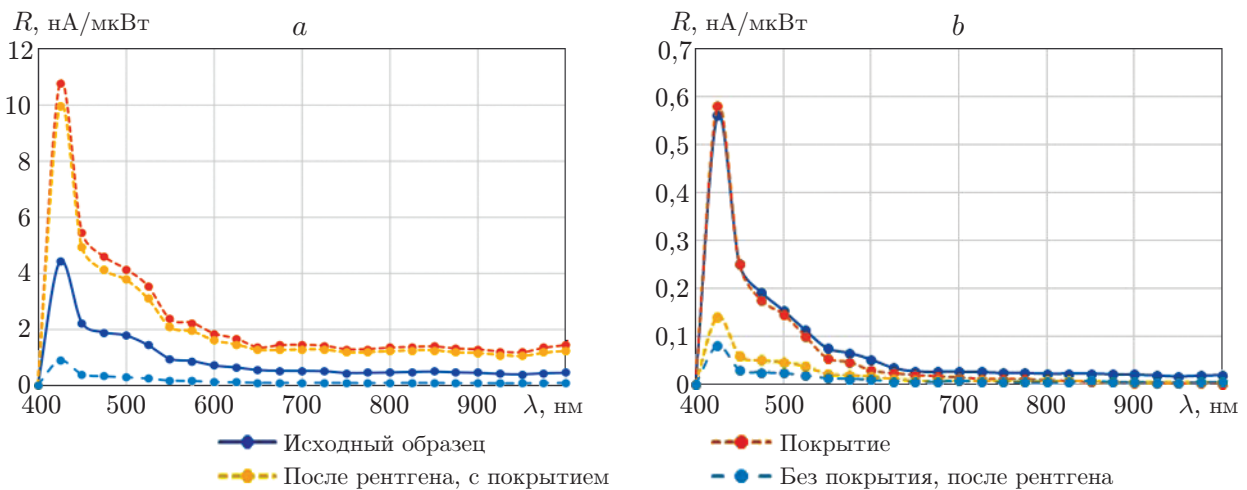 R, нА/мкВт
a
12
10
8
6
4
2
0
400 500 600 700 800 900 λ, нм
R, нА/мкВт
b
0,7
0,6
0,5
0,4
0,3
0,2
0,1
0
400 500 600 700 800 900 λ, нм
Исходный образец
После рентгена, с покрытием
Покрытие
Без покрытия, после рентгена